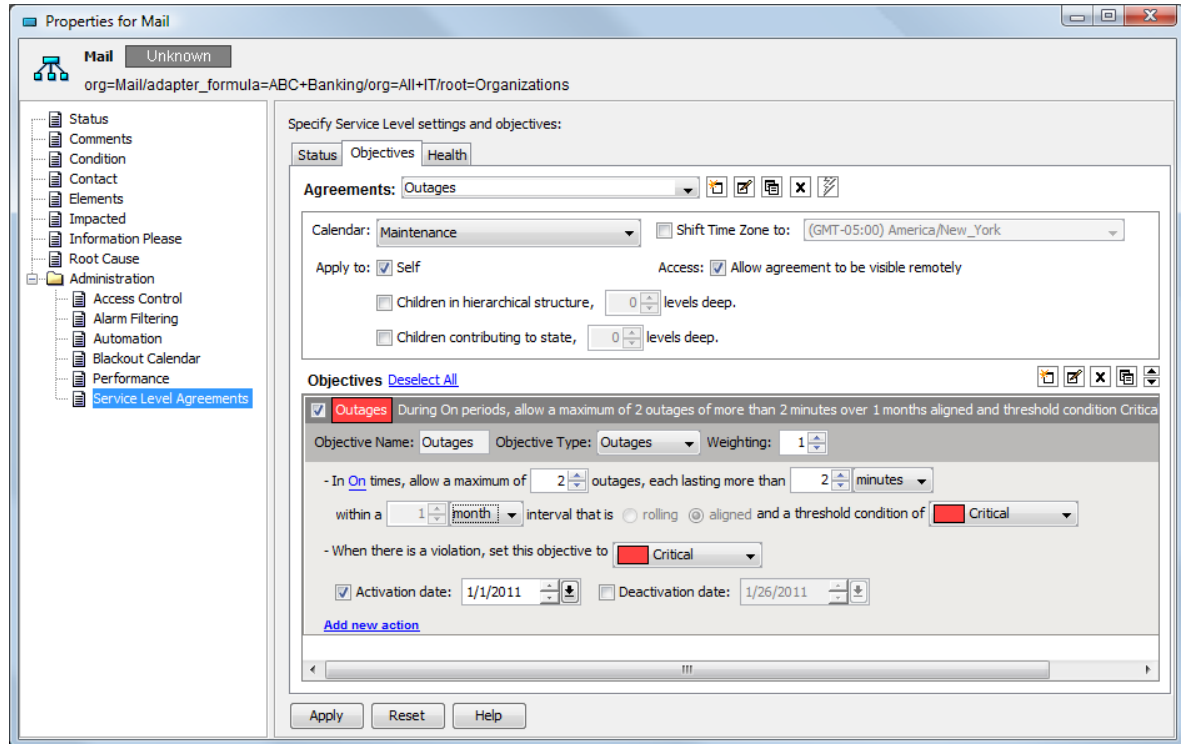 Properties for Mail
Mail Unknown
org=Mail/adapter_formula=ABC+Banking/org=All+IT/root=Organizations
Status
Comments
Condition
Contact
Elements
Impacted
Information Please
Root Cause
Administration
Access Control
Alarm Filtering
Automation
Blackout Calendar
Performance
Service Level Agreements
Specify Service Level settings and objectives:
Status Objectives Health
Agreements: Outages
Calendar: Maintenance Shift Time Zone to: (GMT-05:00) America/New_York
Apply to: Self Access: Allow agreement to be visible remotely
Children in hierarchical structure, 0 levels deep.
Children contributing to state, 0 levels deep.
Objectives Deselect All
Outages During On periods, allow a maximum of 2 outages of more than 2 minutes over 1 months aligned and threshold condition Critica
Objective Name: Outages Objective Type: Outages Weighting: 1
- In On times, allow a maximum of 2 outages, each lasting more than 2 minutes
within a 1 month interval that is rolling aligned and a threshold condition of Critical
- When there is a violation, set this objective to Critical
Activation date: 1/1/2011 Deactivation date: 1/26/2011
Add new action
Apply Reset Help